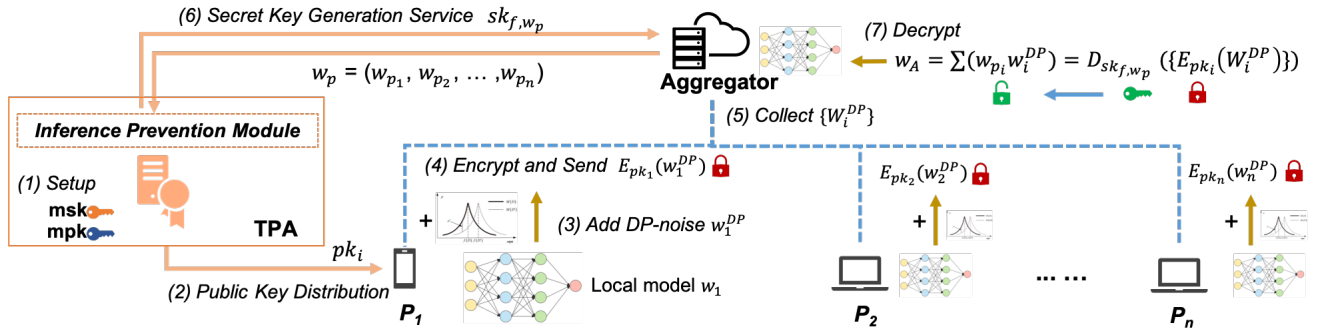 (6) Secret Key Generation Service sk_{f,w_p}
w_p = (w_{p_1}, w_{p_2}, … ,w_{p_n})
Aggregator
(7) Decrypt
w_A = ∑(w_{p_i} w_i^{DP}) = D_{sk_{f,w_p}} ({E_{pk_i}(W_i^{DP})})
(5) Collect {W_i^{DP}}
Inference Prevention Module
(1) Setup
msk
mpk
TPA
(4) Encrypt and Send E_{pk_1}(w_1^{DP})
E_{pk_2}(w_2^{DP})
E_{pk_n}(w_n^{DP})
+
(3) Add DP-noise w_1^{DP}
+
+
pk_i
(2) Public Key Distribution
Local model w_1
... ...
P_1
P_2
P_n